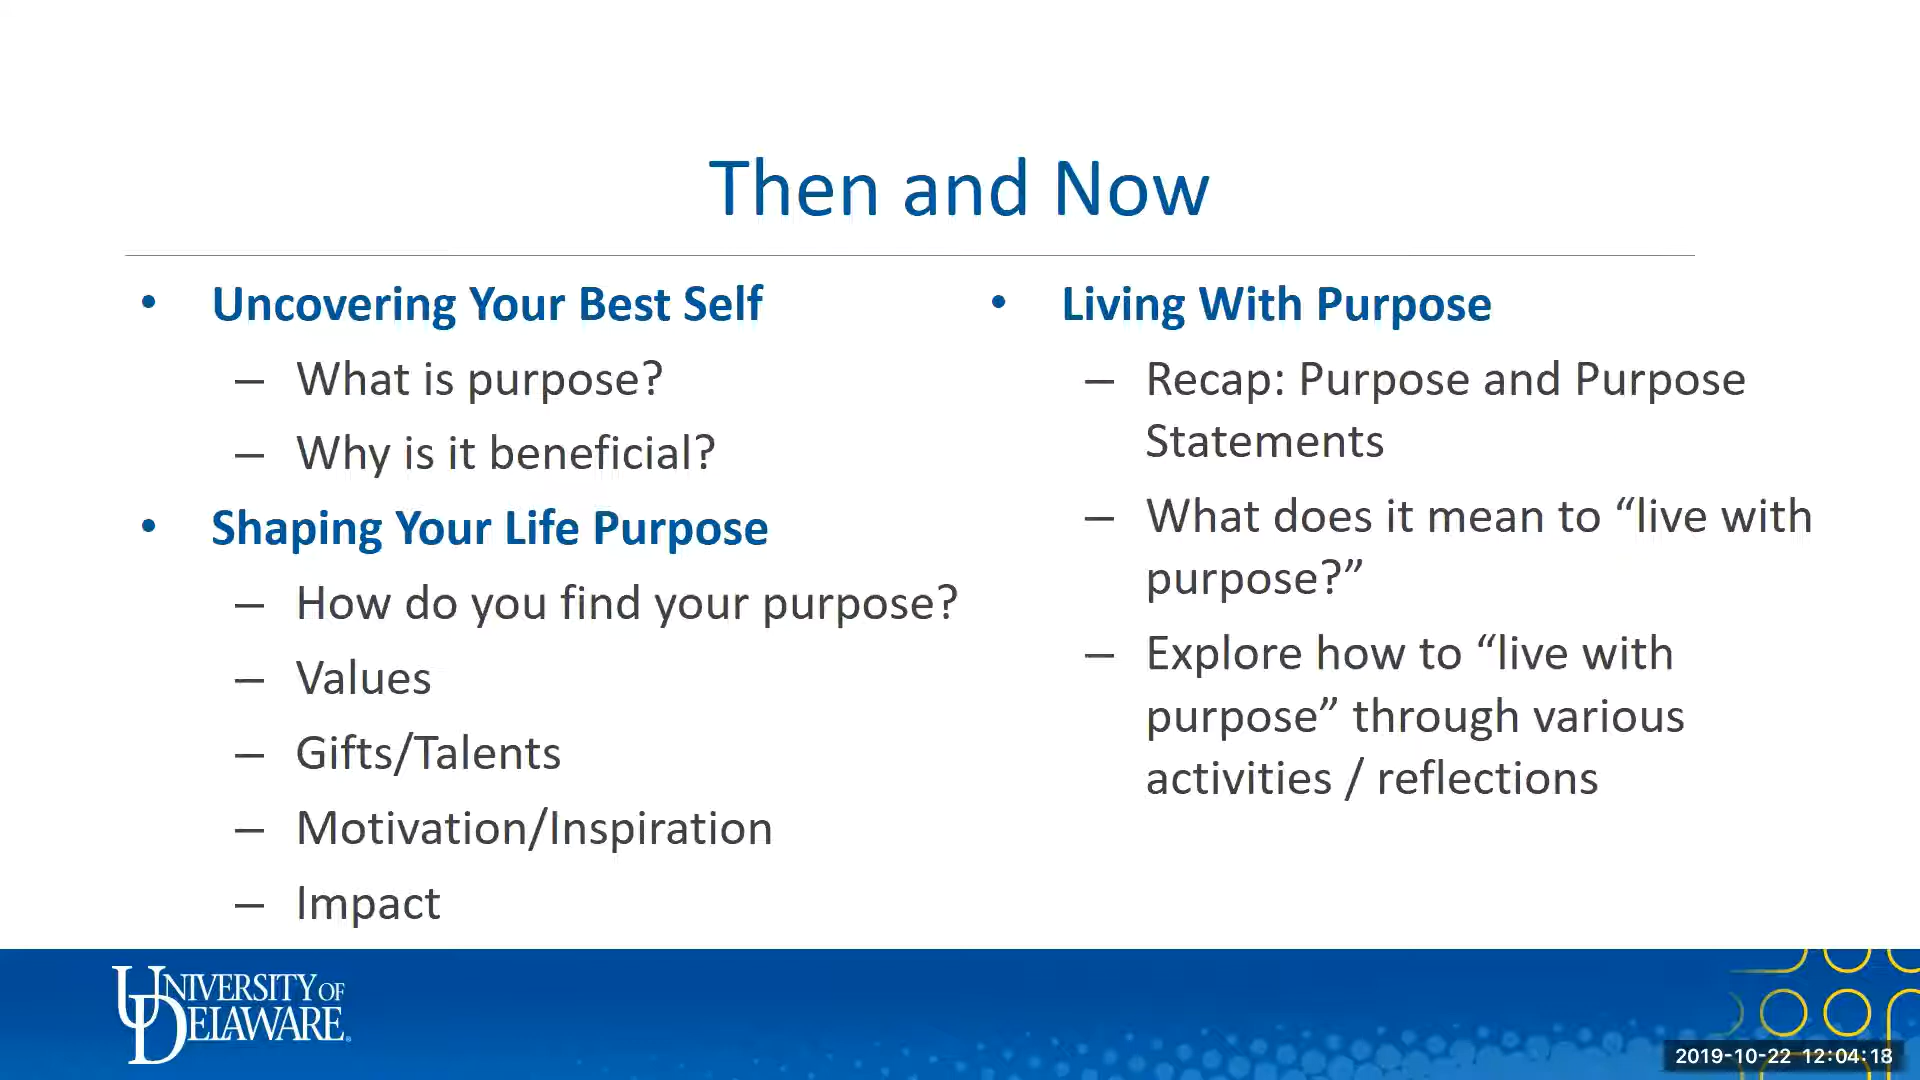 Then and Now
• Uncovering Your Best Self
– What is purpose?
– Why is it beneficial?
• Shaping Your Life Purpose
– How do you find your purpose?
– Values
– Gifts/Talents
– Motivation/Inspiration
– Impact
• Living With Purpose
– Recap: Purpose and Purpose
Statements
– What does it mean to “live with
purpose?”
– Explore how to “live with
purpose” through various
activities / reflections
UNIVERSITY OF
DELAWARE
2019-10-22 12:04:18